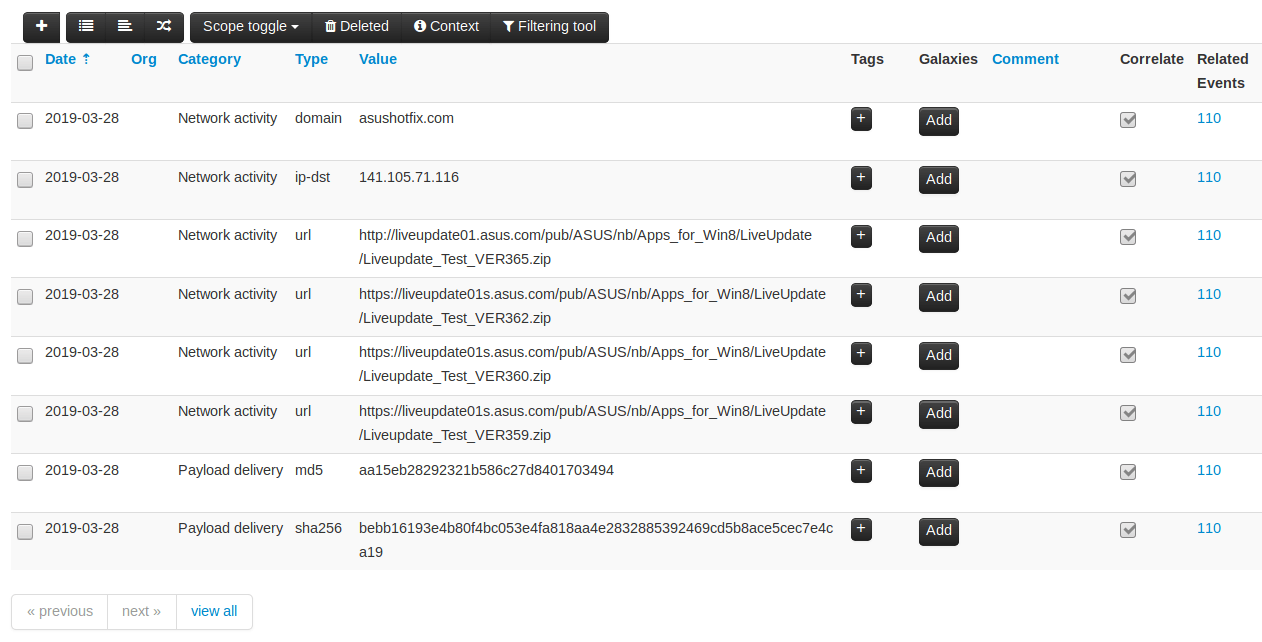 + Scope toggle Deleted Context Filtering tool
Date ↑ Org Category Type Value Tags Galaxies Comment Correlate Related
Events
2019-03-28 Network activity domain asushotfix.com + Add 110
2019-03-28 Network activity ip-dst 141.105.71.116 + Add 110
2019-03-28 Network activity url http://liveupdate01.asus.com/pub/ASUS/nb/Apps_for_Win8/LiveUpdate + Add 110
/Liveupdate_Test_VER365.zip
2019-03-28 Network activity url https://liveupdate01s.asus.com/pub/ASUS/nb/Apps_for_Win8/LiveUpdate + Add 110
/Liveupdate_Test_VER362.zip
2019-03-28 Network activity url https://liveupdate01s.asus.com/pub/ASUS/nb/Apps_for_Win8/LiveUpdate + Add 110
/Liveupdate_Test_VER360.zip
2019-03-28 Network activity url https://liveupdate01s.asus.com/pub/ASUS/nb/Apps_for_Win8/LiveUpdate + Add 110
/Liveupdate_Test_VER359.zip
2019-03-28 Payload delivery md5 aa15eb28292321b586c27d8401703494 + Add 110
2019-03-28 Payload delivery sha256 bebb16193e4b80f4bc053e4fa818aa4e2832885392469cd5b8ace5cec7e4c + Add 110
a19
« previous next » view all